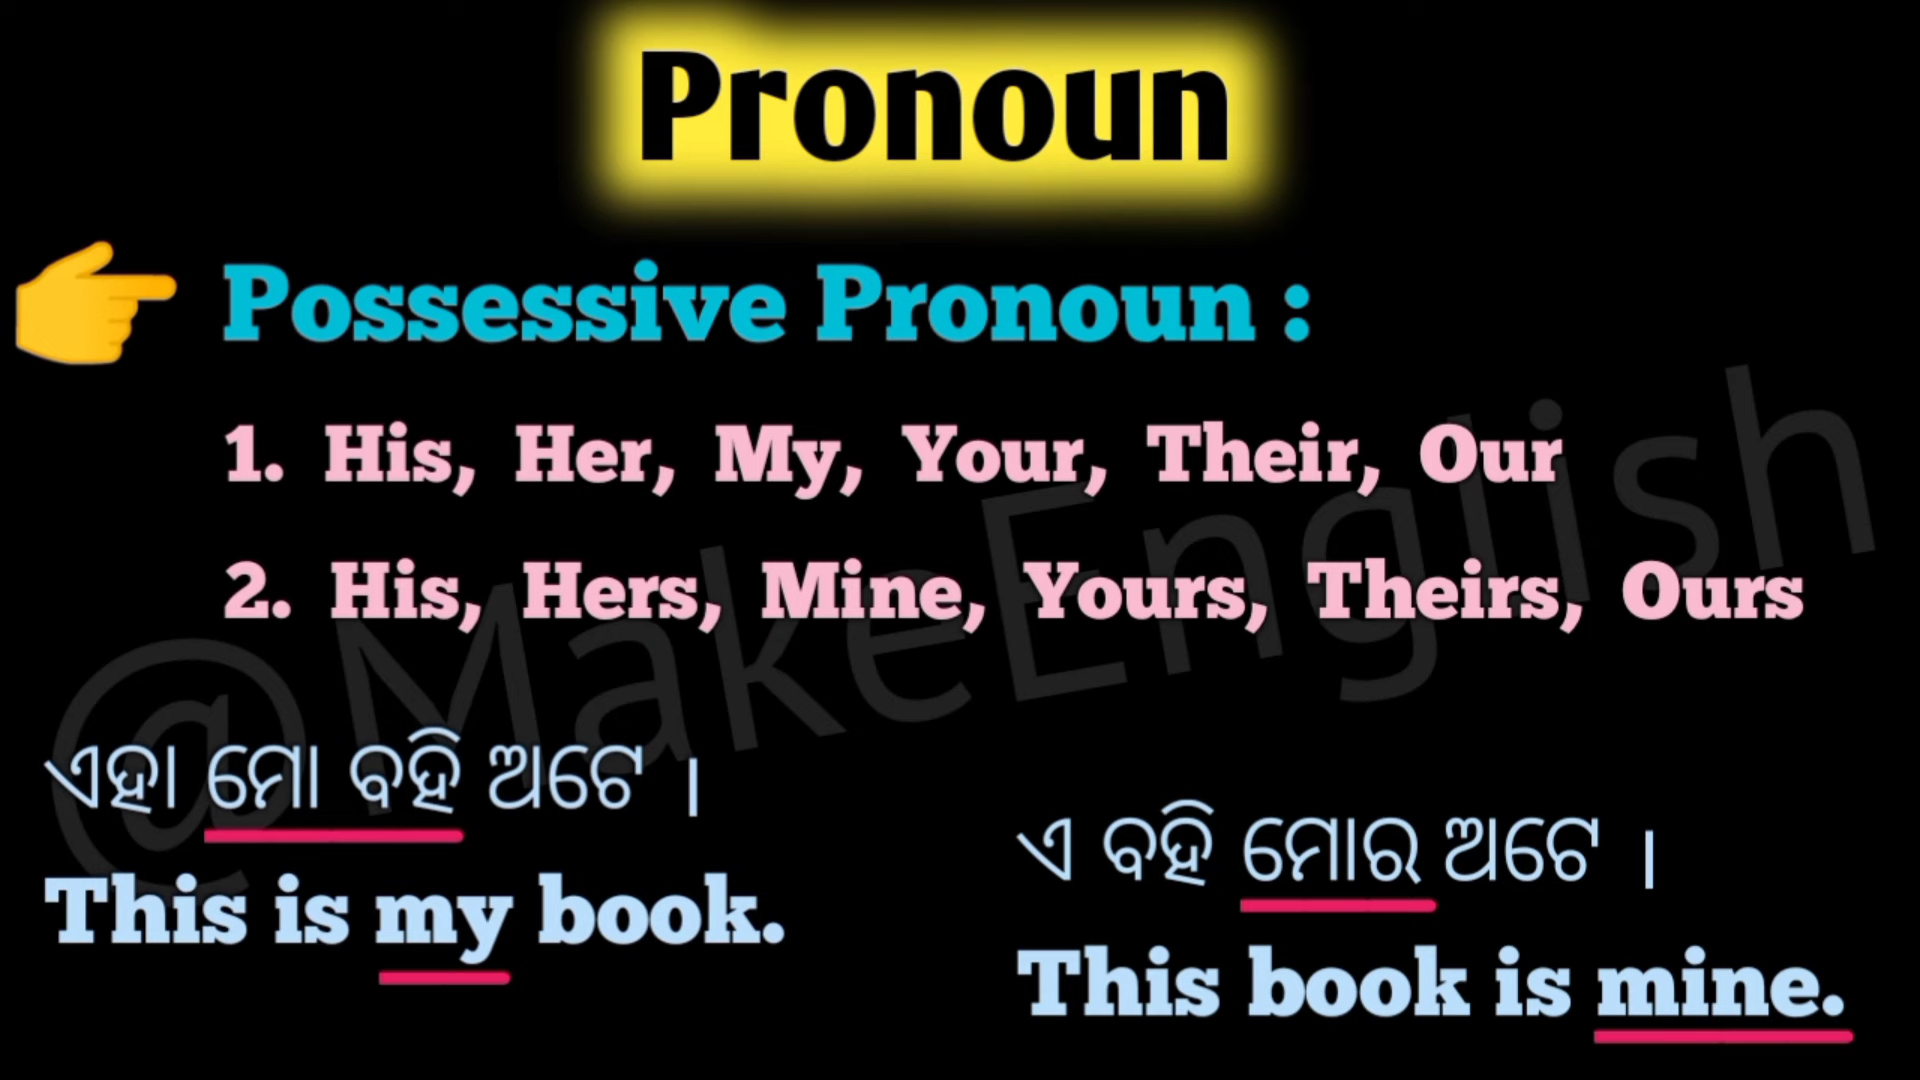 Pronoun
Possessive Pronoun :
1. His, Her, My, Your, Their, Our
2. His, Hers, Mine, Yours, Theirs, Ours
@MakeEnglish
ଏହା ମୋ ବହି ଅଟେ ।
This is my book.
ଏ ବହି ମୋର ଅଟେ ।
This book is mine.